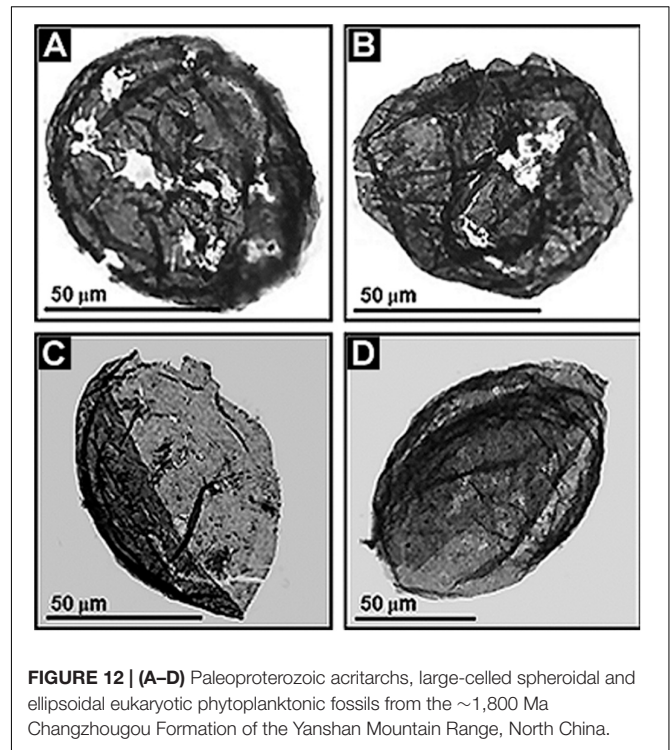 A
B
50 μm
50 μm
C
D
50 μm
50 μm
FIGURE 12 | (A–D) Paleoproterozoic acritarchs, large-celled spheroidal and
ellipsoidal eukaryotic phytoplanktonic fossils from the ∼1,800 Ma
Changzhougou Formation of the Yanshan Mountain Range, North China.